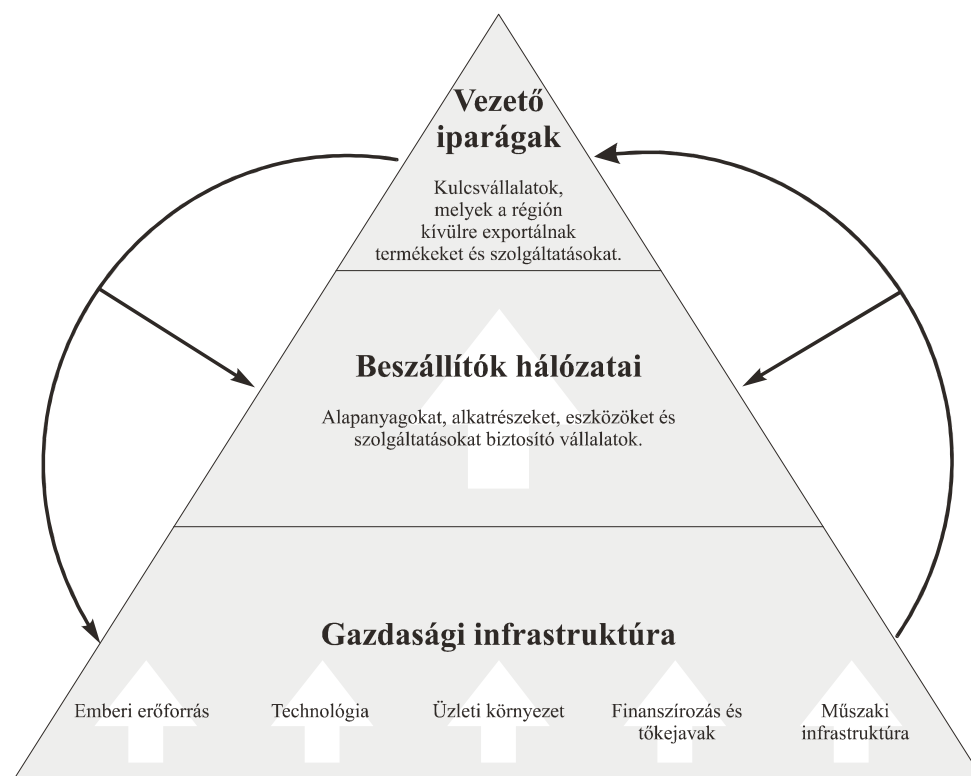 Vezető
iparágak
Kulcsvállalatok,
melyek a régión
kívülre exportálnak
termékeket és szolgáltatásokat.
Beszállítók hálózatai
Alapanyagokat, alkatrészeket, eszközöket és
szolgáltatásokat biztosító vállalatok.
Gazdasági infrastruktúra
Emberi erőforrás
Technológia
Üzleti környezet
Finanszírozás és
tőkejavak
Műszaki
infrastruktúra